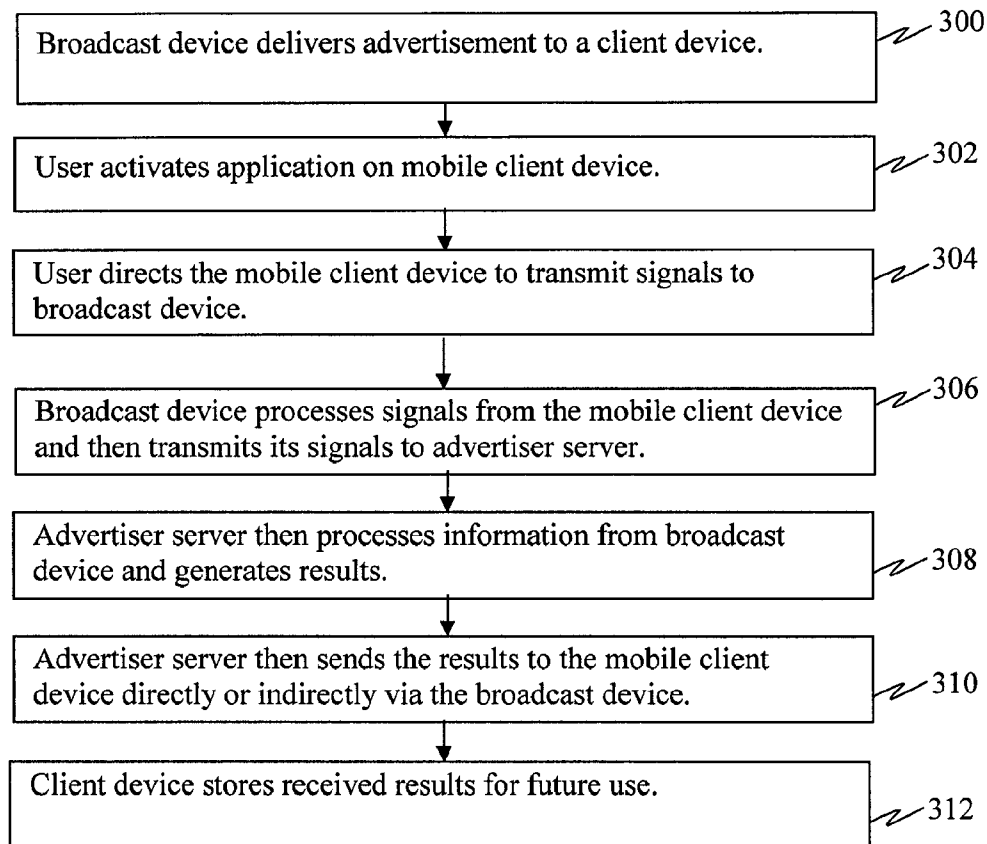 Broadcast device delivers advertisement to a client device.
300
User activates application on mobile client device.
302
User directs the mobile client device to transmit signals to
broadcast device.
304
Broadcast device processes signals from the mobile client device
and then transmits its signals to advertiser server.
306
Advertiser server then processes information from broadcast
device and generates results.
308
Advertiser server then sends the results to the mobile client
device directly or indirectly via the broadcast device.
310
Client device stores received results for future use.
312